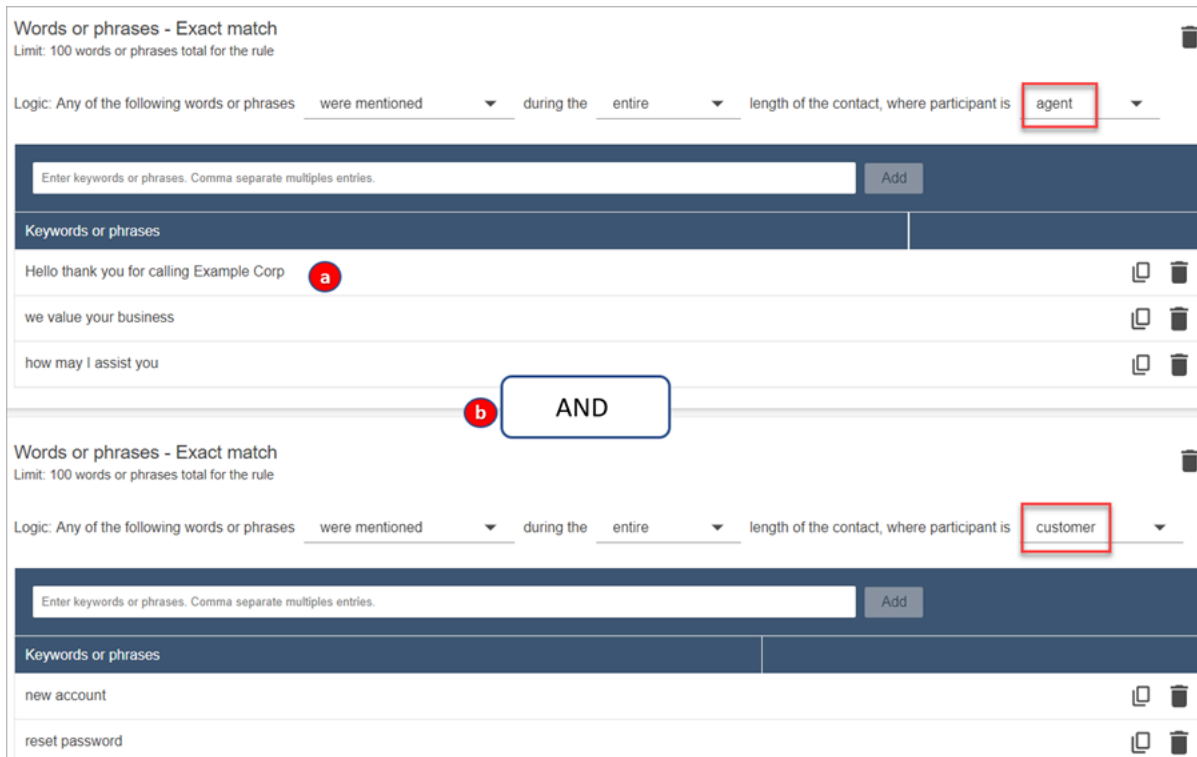 Words or phrases - Exact match
Limit: 100 words or phrases total for the rule
Logic: Any of the following words or phrases were mentioned during the entire length of the contact, where participant is agent
Enter keywords or phrases. Comma separate multiples entries. Add
Keywords or phrases
Hello thank you for calling Example Corp a
we value your business
how may I assist you
b AND
Words or phrases - Exact match
Limit: 100 words or phrases total for the rule
Logic: Any of the following words or phrases were mentioned during the entire length of the contact, where participant is customer
Enter keywords or phrases. Comma separate multiples entries. Add
Keywords or phrases
new account
reset password